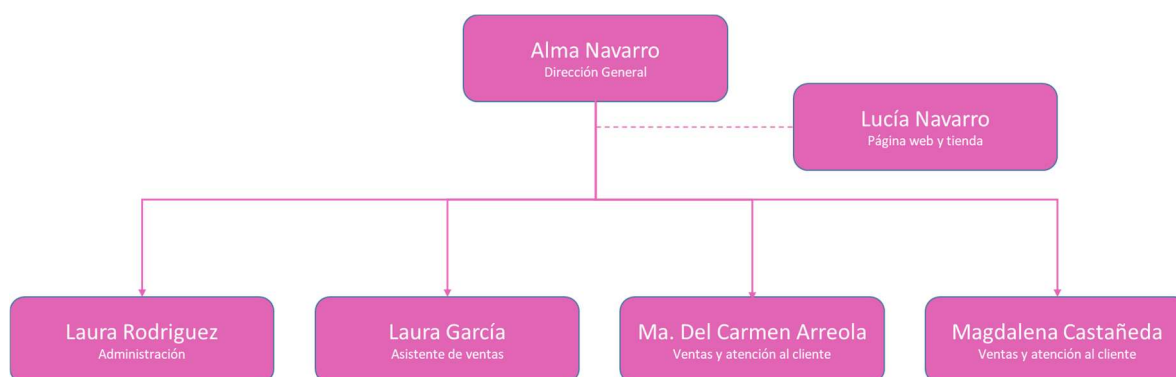 Alma Navarro
Dirección General
Lucía Navarro
Página web y tienda
Laura Rodriguez
Administración
Laura García
Asistente de ventas
Ma. Del Carmen Arreola
Ventas y atención al cliente
Magdalena Castañeda
Ventas y atención al cliente